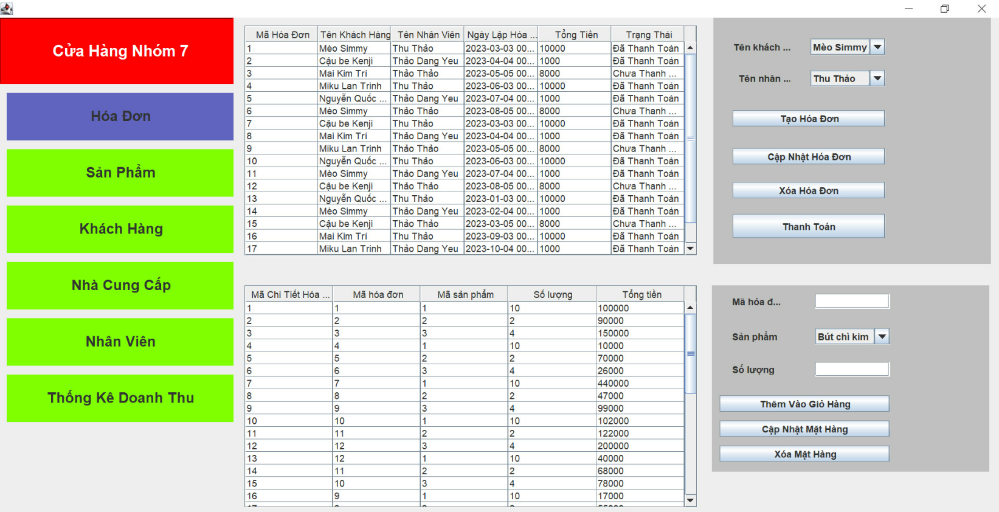 Cửa Hàng Nhóm 7
Hóa Đơn
Sản Phẩm
Khách Hàng
Nhà Cung Cấp
Nhân Viên
Thống Kê Doanh Thu
Mã Hóa Đơn Tên Khách Hàng Tên Nhân Viên Ngày Lập Hóa ... Tổng Tiền Trạng Thái
1 Mèo Simmy Thu Thảo 2023-03-03 00... 10000 Đã Thanh Toán
2 Cậu be Kenji Thảo Dang Yeu 2023-04-04 00... 1000 Đã Thanh Toán
3 Mai Kim Trí Thảo Thảo 2023-05-05 00... 8000 Chưa Thanh ...
4 Miku Lan Trinh Thu Thảo 2023-06-03 00... 10000 Đã Thanh Toán
5 Nguyễn Quốc ... Thảo Dang Yeu 2023-07-04 00... 1000 Đã Thanh Toán
6 Mèo Simmy Thảo Thảo 2023-08-05 00... 8000 Chưa Thanh ...
7 Cậu be Kenji Thu Thảo 2023-03-03 00... 10000 Đã Thanh Toán
8 Mai Kim Trí Thảo Dang Yeu 2023-04-04 00... 1000 Đã Thanh Toán
9 Miku Lan Trinh Thảo Thảo 2023-05-05 00... 8000 Chưa Thanh ...
10 Nguyễn Quốc ... Thu Thảo 2023-06-03 00... 10000 Đã Thanh Toán
11 Mèo Simmy Thảo Dang Yeu 2023-07-04 00... 1000 Đã Thanh Toán
12 Cậu be Kenji Thảo Thảo 2023-08-05 00... 8000 Chưa Thanh ...
13 Nguyễn Quốc ... Thu Thảo 2023-01-03 00... 10000 Đã Thanh Toán
14 Mèo Simmy Thảo Dang Yeu 2023-02-04 00... 1000 Đã Thanh Toán
15 Cậu be Kenji Thảo Thảo 2023-03-05 00... 8000 Chưa Thanh ...
16 Mai Kim Trí Thu Thảo 2023-09-03 00... 10000 Đã Thanh Toán
17 Miku Lan Trinh Thảo Dang Yeu 2023-10-04 00... 1000 Đã Thanh Toán
Tên khách ... Mèo Simmy
Tên nhân ... Thu Thảo
Tạo Hóa Đơn
Cập Nhật Hóa Đơn
Xóa Hóa Đơn
Thanh Toán
Mã Chi Tiết Hóa ... Mã hóa đơn Mã sản phẩm Số lượng Tổng tiền
1 1 1 10 100000
2 2 2 2 90000
3 3 3 4 150000
4 4 1 10 10000
5 5 2 2 70000
6 6 3 4 26000
7 7 1 10 440000
8 8 2 2 47000
9 9 3 4 99000
10 10 1 10 102000
11 11 2 2 122000
12 12 3 4 200000
13 12 1 10 40000
14 11 2 2 68000
15 10 3 4 78000
16 9 1 10 17000
Mã hóa đ...
Sản phẩm Bút chì kim
Số lượng
Thêm Vào Giỏ Hàng
Cập Nhật Mặt Hàng
Xóa Mặt Hàng